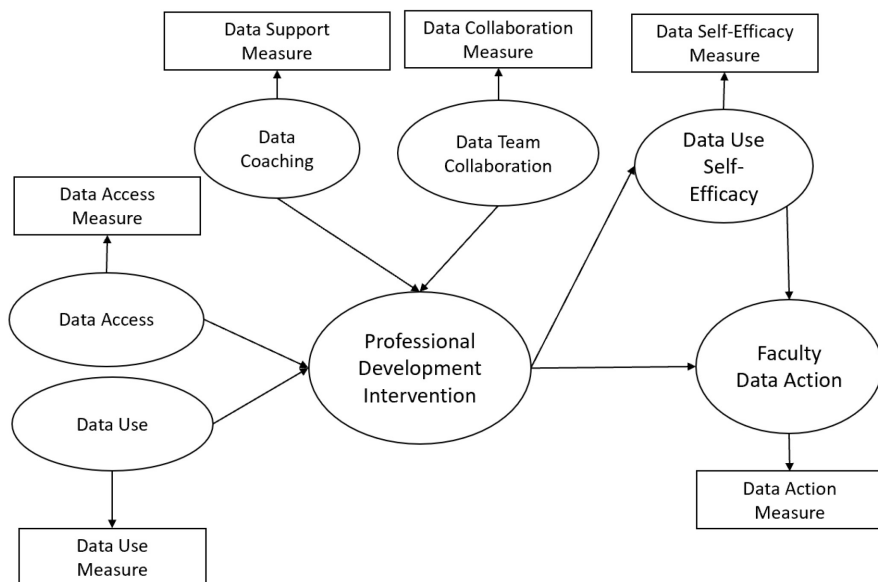 Data Support
Measure
Data Collaboration
Measure
Data Self-Efficacy
Measure
Data
Coaching
Data Team
Collaboration
Data Use
Self-
Efficacy
Data Access
Measure
Data Access
Professional
Development
Intervention
Faculty
Data Action
Data Use
Data Action
Measure
Data Use
Measure